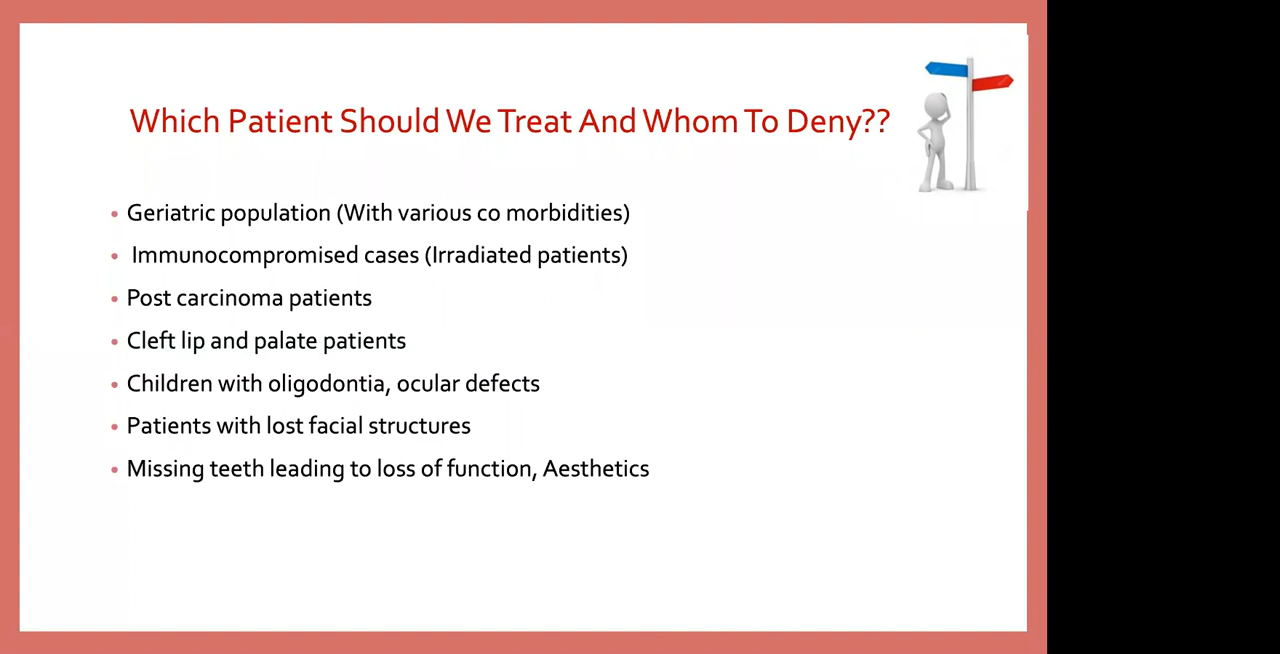 Which Patient Should We Treat And Whom To Deny??
• Geriatric population (With various co morbidities)
• Immunocompromised cases (Irradiated patients)
• Post carcinoma patients
• Cleft lip and palate patients
• Children with oligodontia, ocular defects
• Patients with lost facial structures
• Missing teeth leading to loss of function, Aesthetics